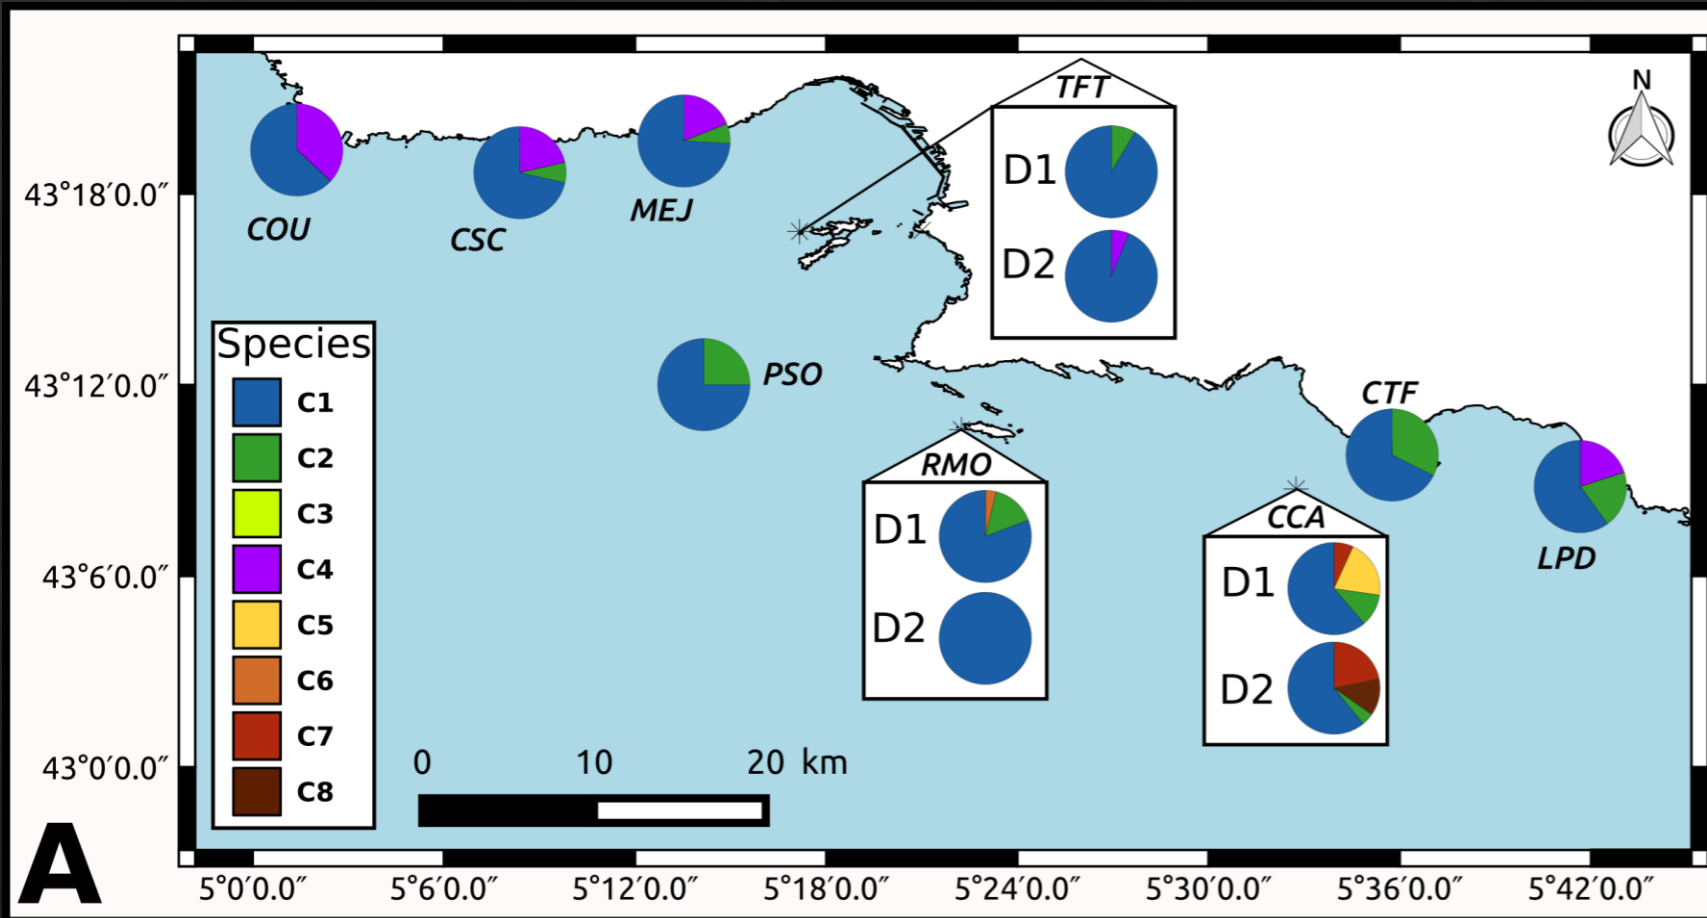 N
TFT
D1
D2
COU
CSC
MEJ
PSO
CTF
LPD
RMO
D1
D2
CCA
D1
D2
Species
C1
C2
C3
C4
C5
C6
C7
C8
0 10 20 km
43°18′0.0″
43°12′0.0″
43°6′0.0″
43°0′0.0″
5°0′0.0″ 5°6′0.0″ 5°12′0.0″ 5°18′0.0″ 5°24′0.0″ 5°30′0.0″ 5°36′0.0″ 5°42′0.0″
A